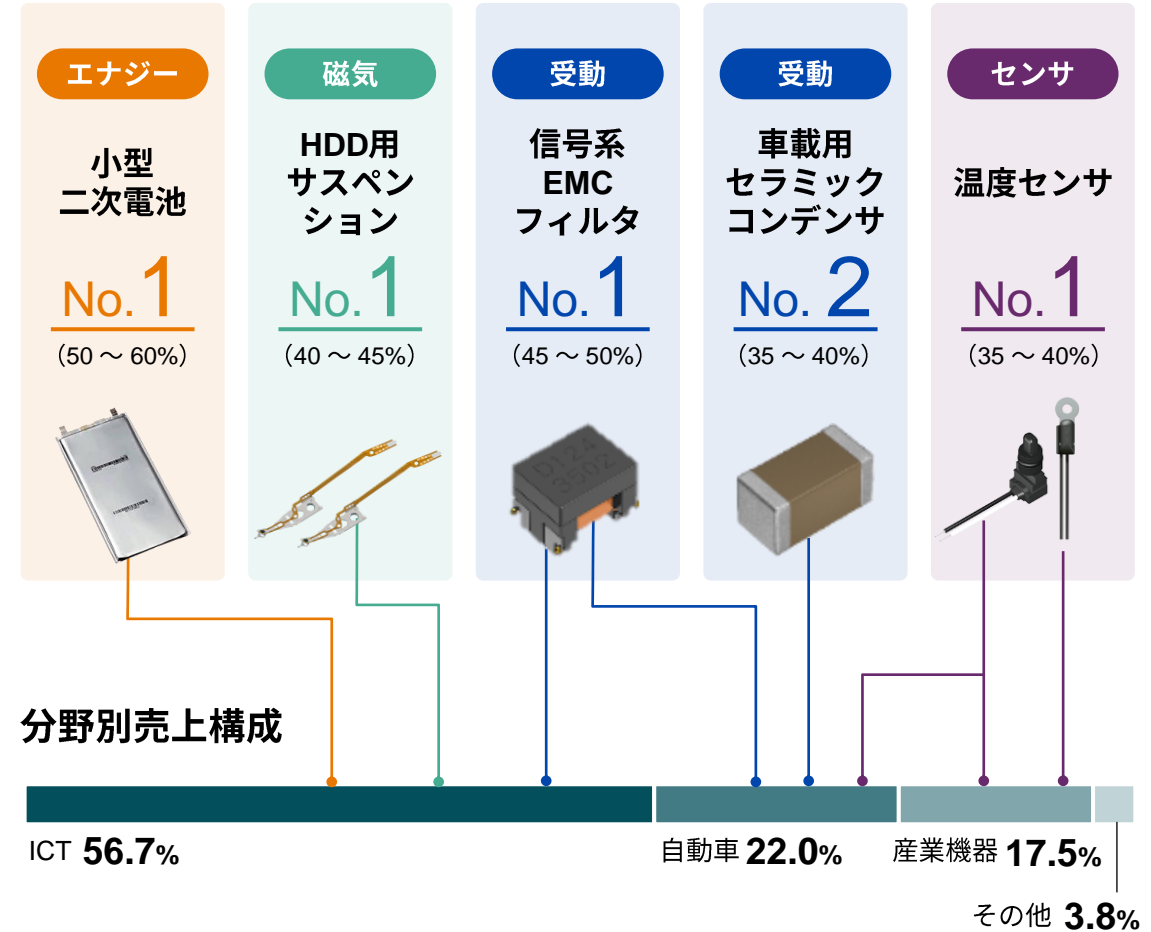 エナジー
小型
二次電池
No.1
（50 ～ 60%）
磁気
HDD用
サスペン
ション
No.1
（40 ～ 45%）
受動
信号系
EMC
フィルタ
No.1
（45 ～ 50%）
D124
3502
受動
車載用
セラミック
コンデンサ
No.2
（35 ～ 40%）
センサ
温度センサ
No.1
（35 ～ 40%）
分野別売上構成
ICT 56.7%
自動車 22.0%
産業機器 17.5%
その他 3.8%